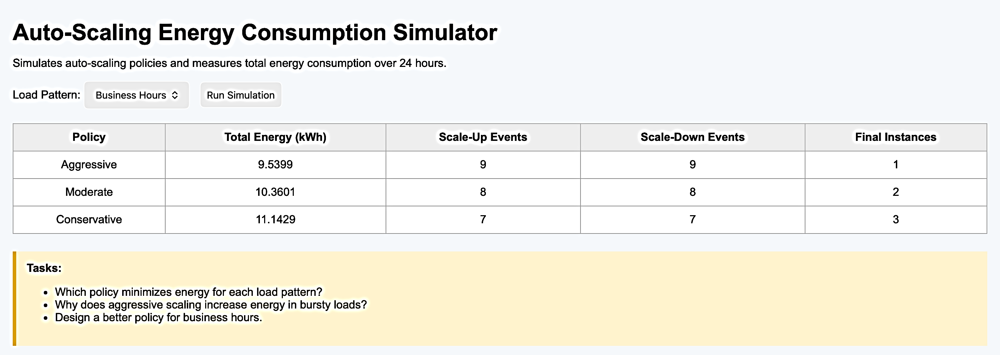 Auto-Scaling Energy Consumption Simulator
Simulates auto-scaling policies and measures total energy consumption over 24 hours.
Load Pattern: Business Hours Run Simulation
Policy Total Energy (kWh) Scale-Up Events Scale-Down Events Final Instances
Aggressive 9.5399 9 9 1
Moderate 10.3601 8 8 2
Conservative 11.1429 7 7 3
Tasks:
• Which policy minimizes energy for each load pattern?
• Why does aggressive scaling increase energy in bursty loads?
• Design a better policy for business hours.